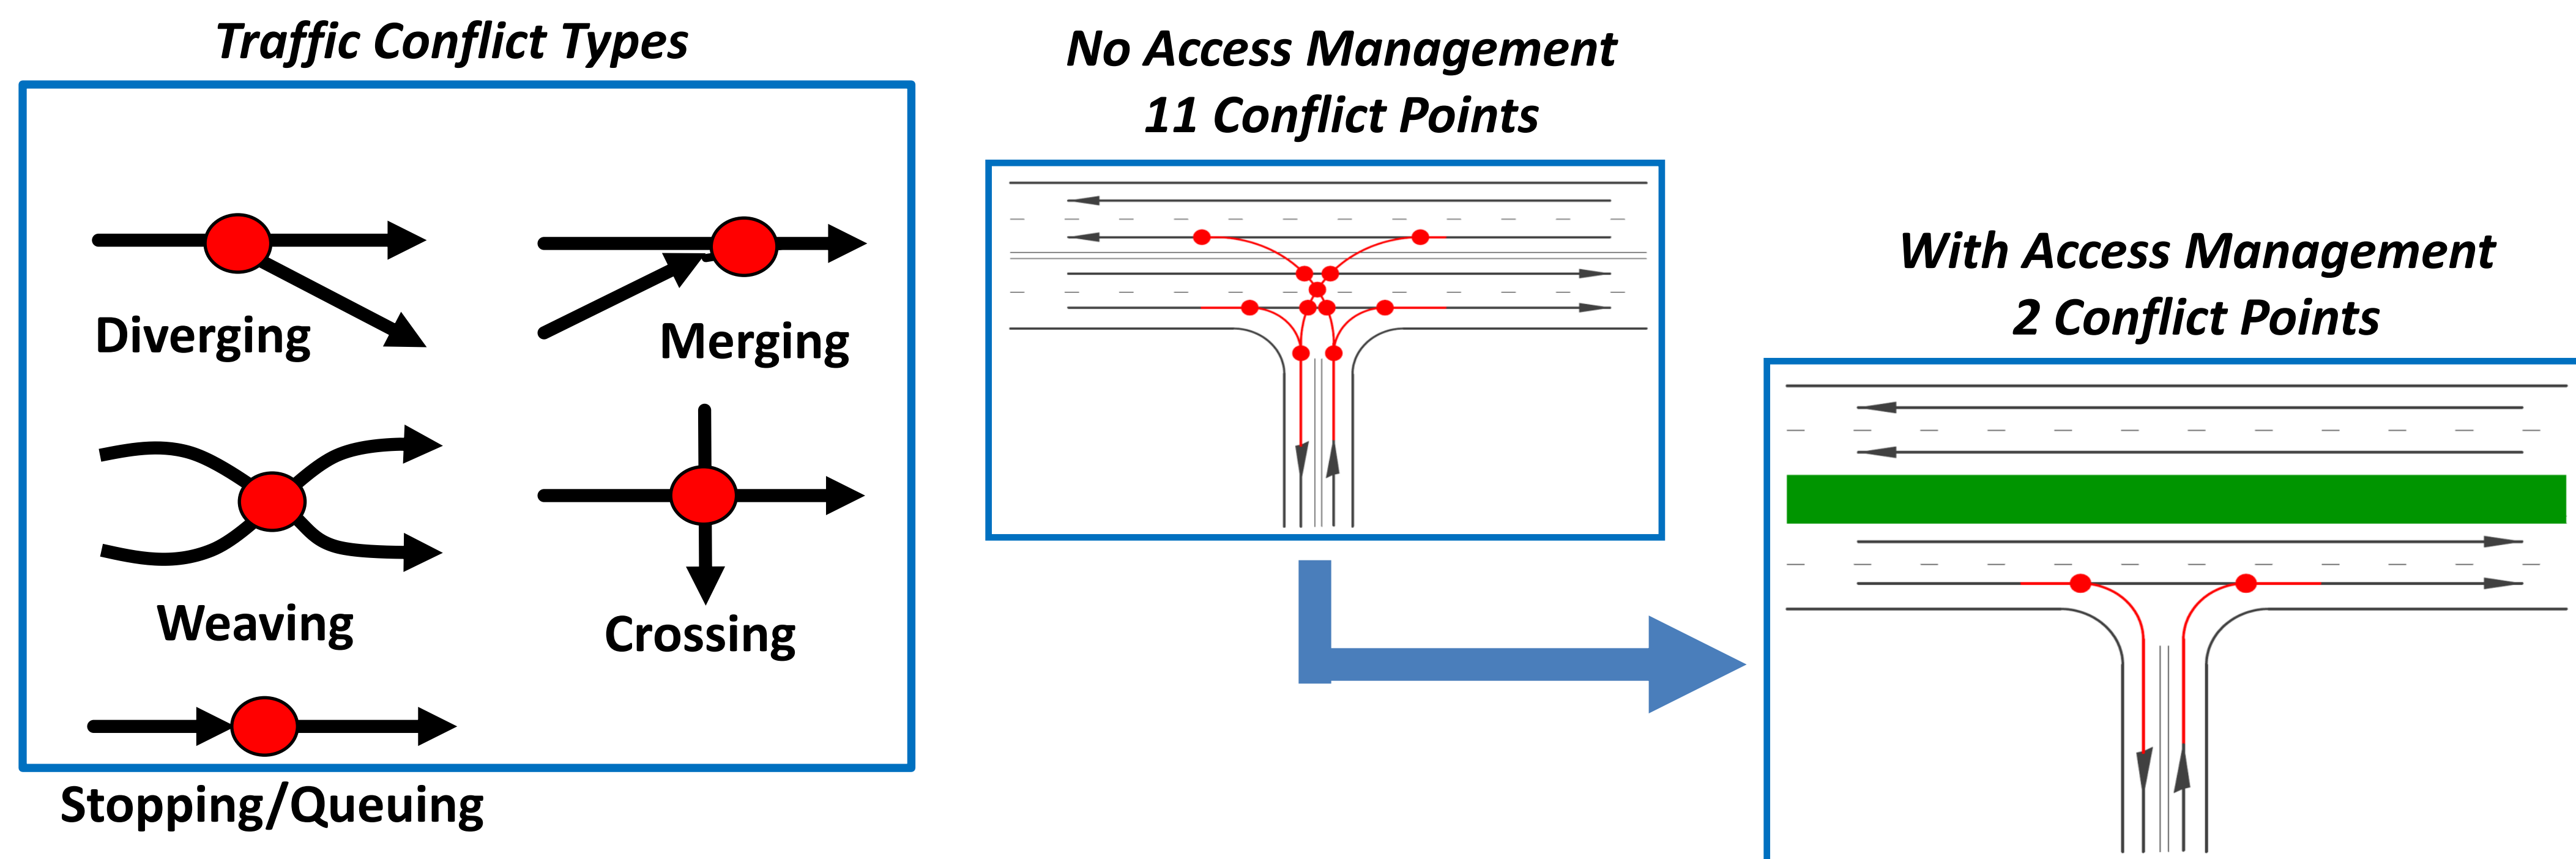 Traffic Conflict Types
Diverging
Merging
Weaving
Crossing
Stopping/Queuing
No Access Management
11 Conflict Points
With Access Management
2 Conflict Points